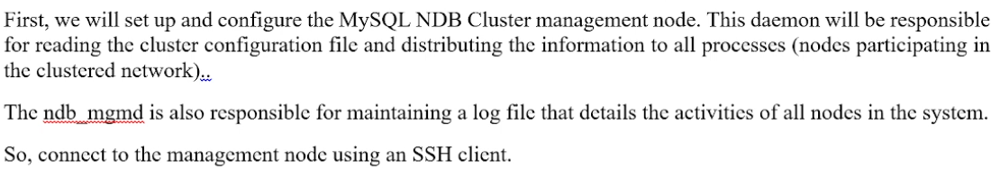 First, we will set up and configure the MySQL NDB Cluster management node. This daemon will be responsible
for reading the cluster configuration file and distributing the information to all processes (nodes participating in
the clustered network)..
The ndb_mgmd is also responsible for maintaining a log file that details the activities of all nodes in the system.
So, connect to the management node using an SSH client.